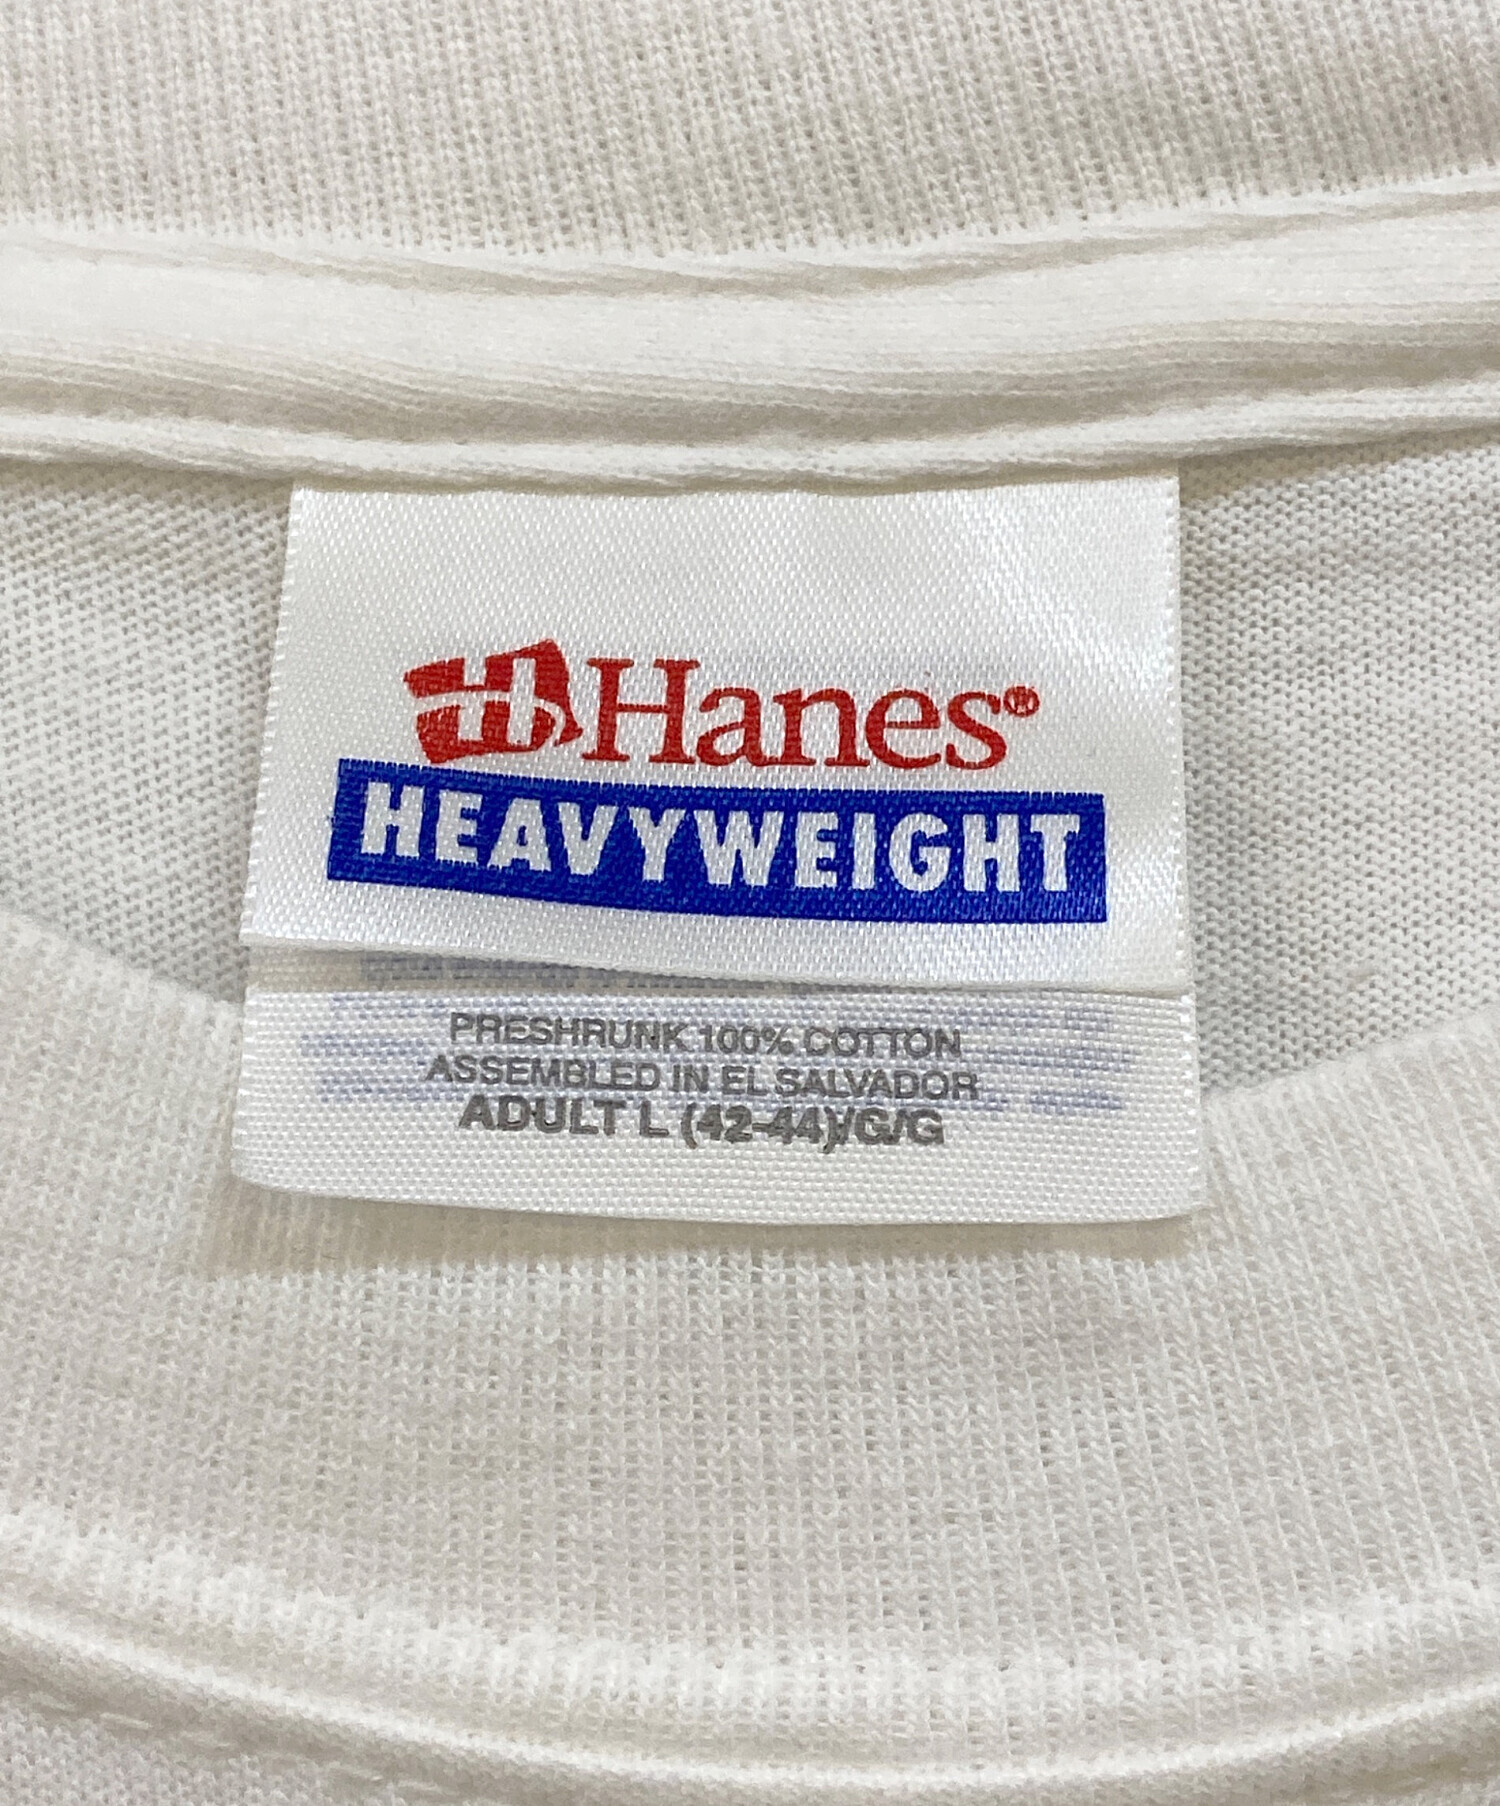 H Hanes®
HEAVYWEIGHT
PRESHRUNK 100% COTTON
ASSEMBLED IN EL SALVADOR
ADULT L (42-44)/G/G